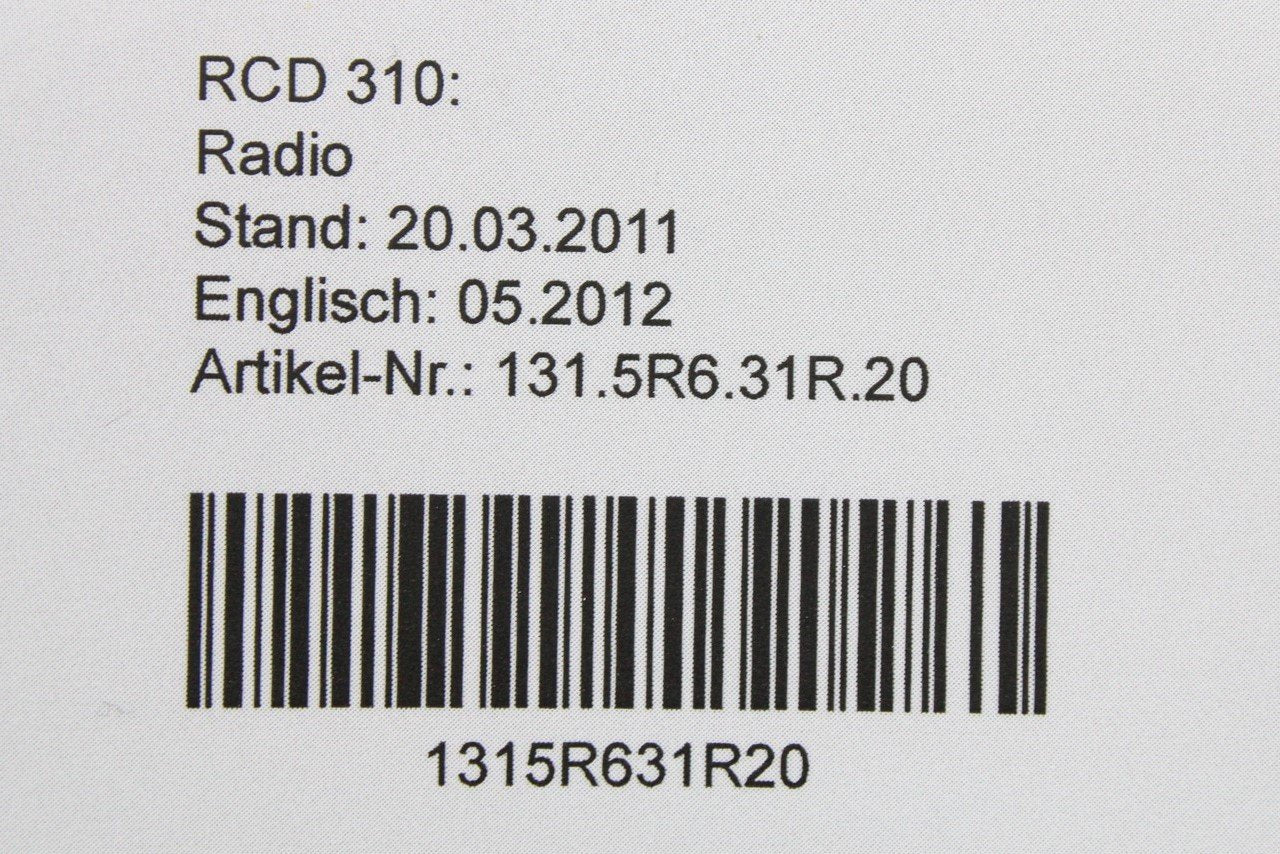 RCD 310:
Radio
Stand: 20.03.2011
Englisch: 05.2012
Artikel-Nr.: 131.5R6.31R.20
1315R631R20